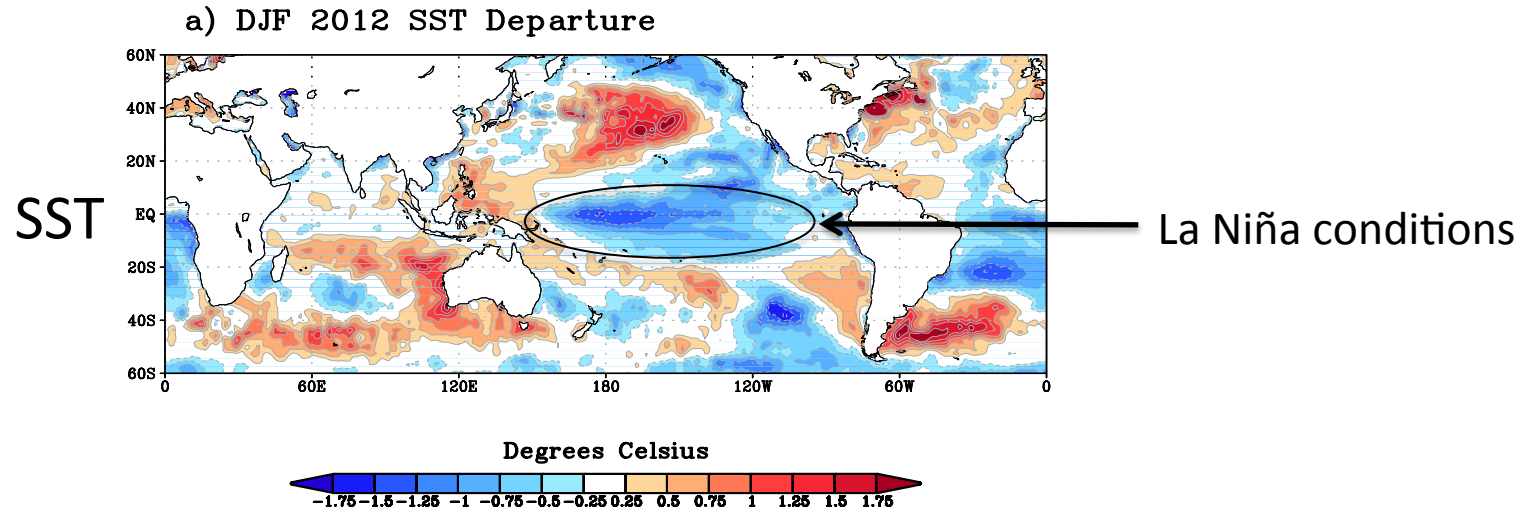 a) DJF 2012 SST Departure
60N
40N
20N
EQ
20S
40S
60S
0 60E 120E 180 120W 60W 0
SST
La Niña conditions
Degrees Celsius
-1.75 -1.5 -1.25 -1 -0.75 -0.5 -0.25 0.25 0.5 0.75 1 1.25 1.5 1.75